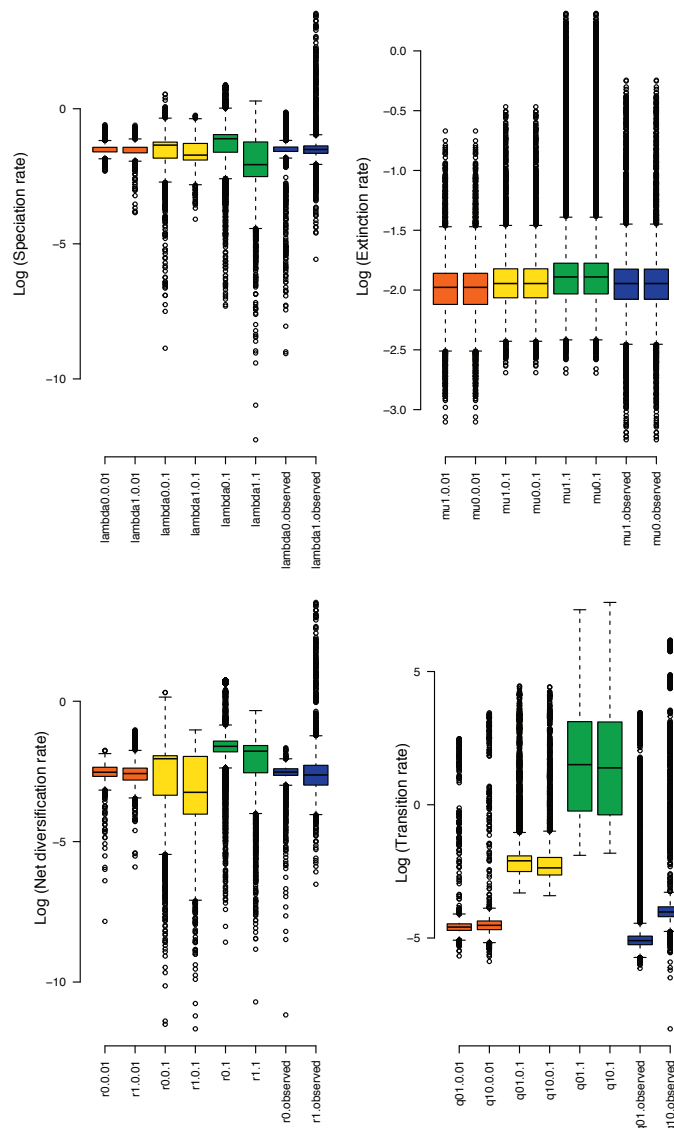 Log (Speciation rate)
0
−5
−10
lambda0.0.01
lambda1.0.01
lambda0.0.1
lambda1.0.1
lambda0.1
lambda1.1
lambda0.observed
lambda1.observed
Log (Extinction rate)
0.0
−0.5
−1.0
−1.5
−2.0
−2.5
−3.0
mu1.0.01
mu0.0.01
mu1.0.1
mu0.0.1
mu1.1
mu0.1
mu1.observed
mu0.observed
Log (Net diversification rate)
0
−5
−10
r0.0.01
r1.0.01
r0.0.1
r1.0.1
r0.1
r1.1
r0.observed
r1.observed
Log (Transition rate)
5
0
−5
q01.0.01
q10.0.01
q01.0.1
q10.0.1
q01.1
q10.1
q01.observed
q10.observed